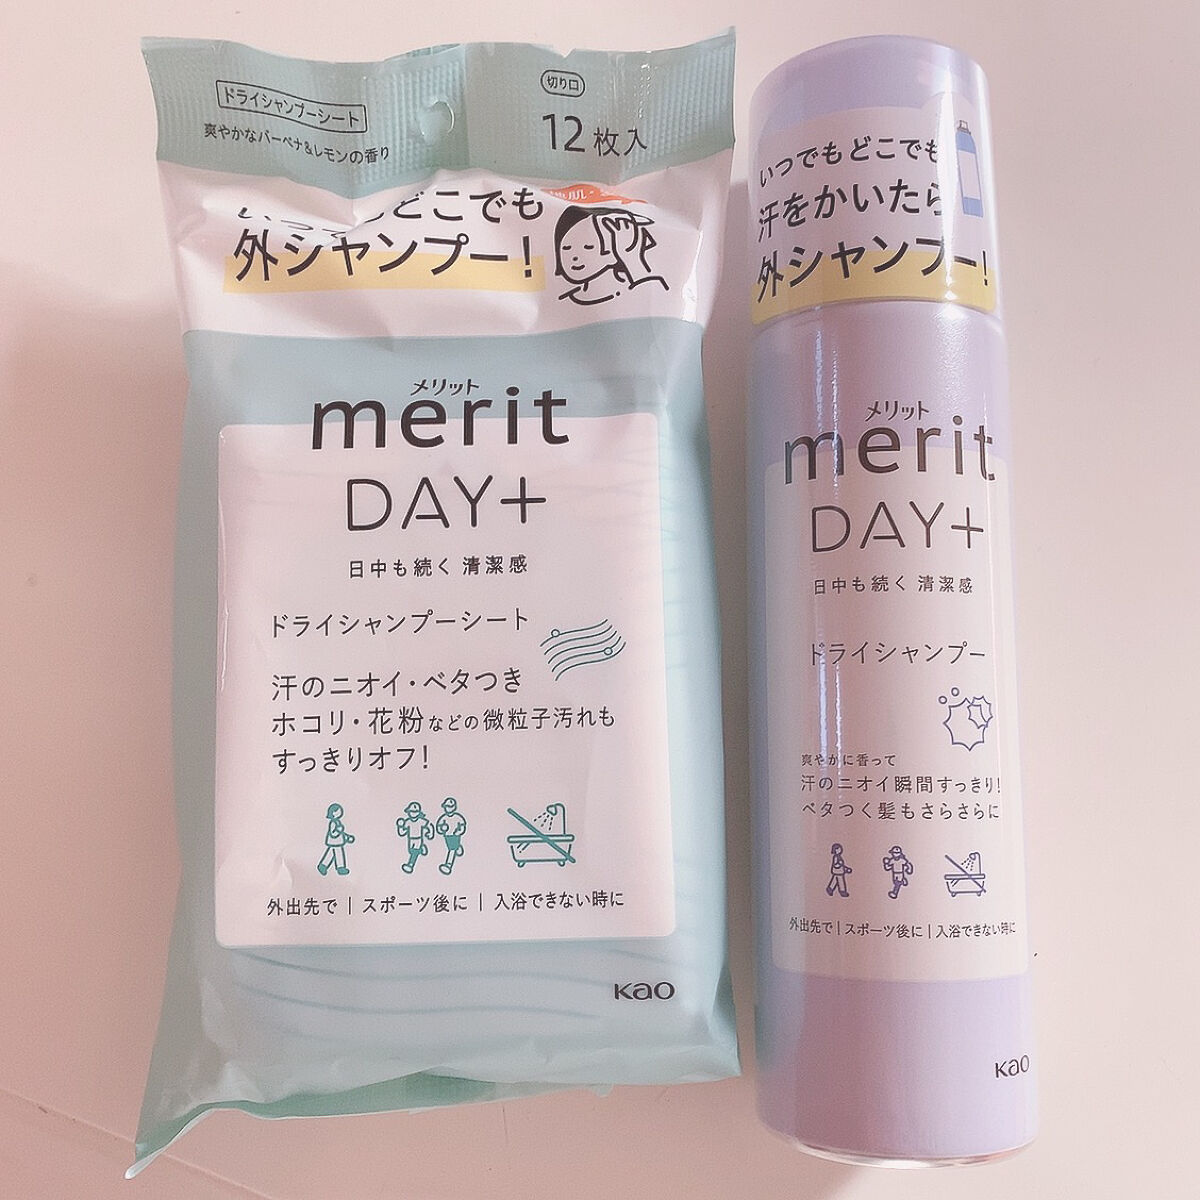 ドライシャンプーシート
爽やかなバーベナ&レモンの香り
切り口
12枚入
どこでも
外シャンプー!
メリット
merit
DAY+
日中も続く 清潔感
ドライシャンプーシート
汗のニオイ・ベタつき
ホコリ・花粉などの微粒子汚れも
すっきりオフ!
外出先で | スポーツ後に | 入浴できない時に
Kao
いつでもどこでも
汗をかいたら
外シャンプー!
メリット
merit
DAY+
日中も続く 清潔感
ドライシャンプー
爽やかに香って
汗のニオイ瞬間すっきり!
ベタつく髪もさらさらに
外出先で | スポーツ後に | 入浴できない時に
Kao